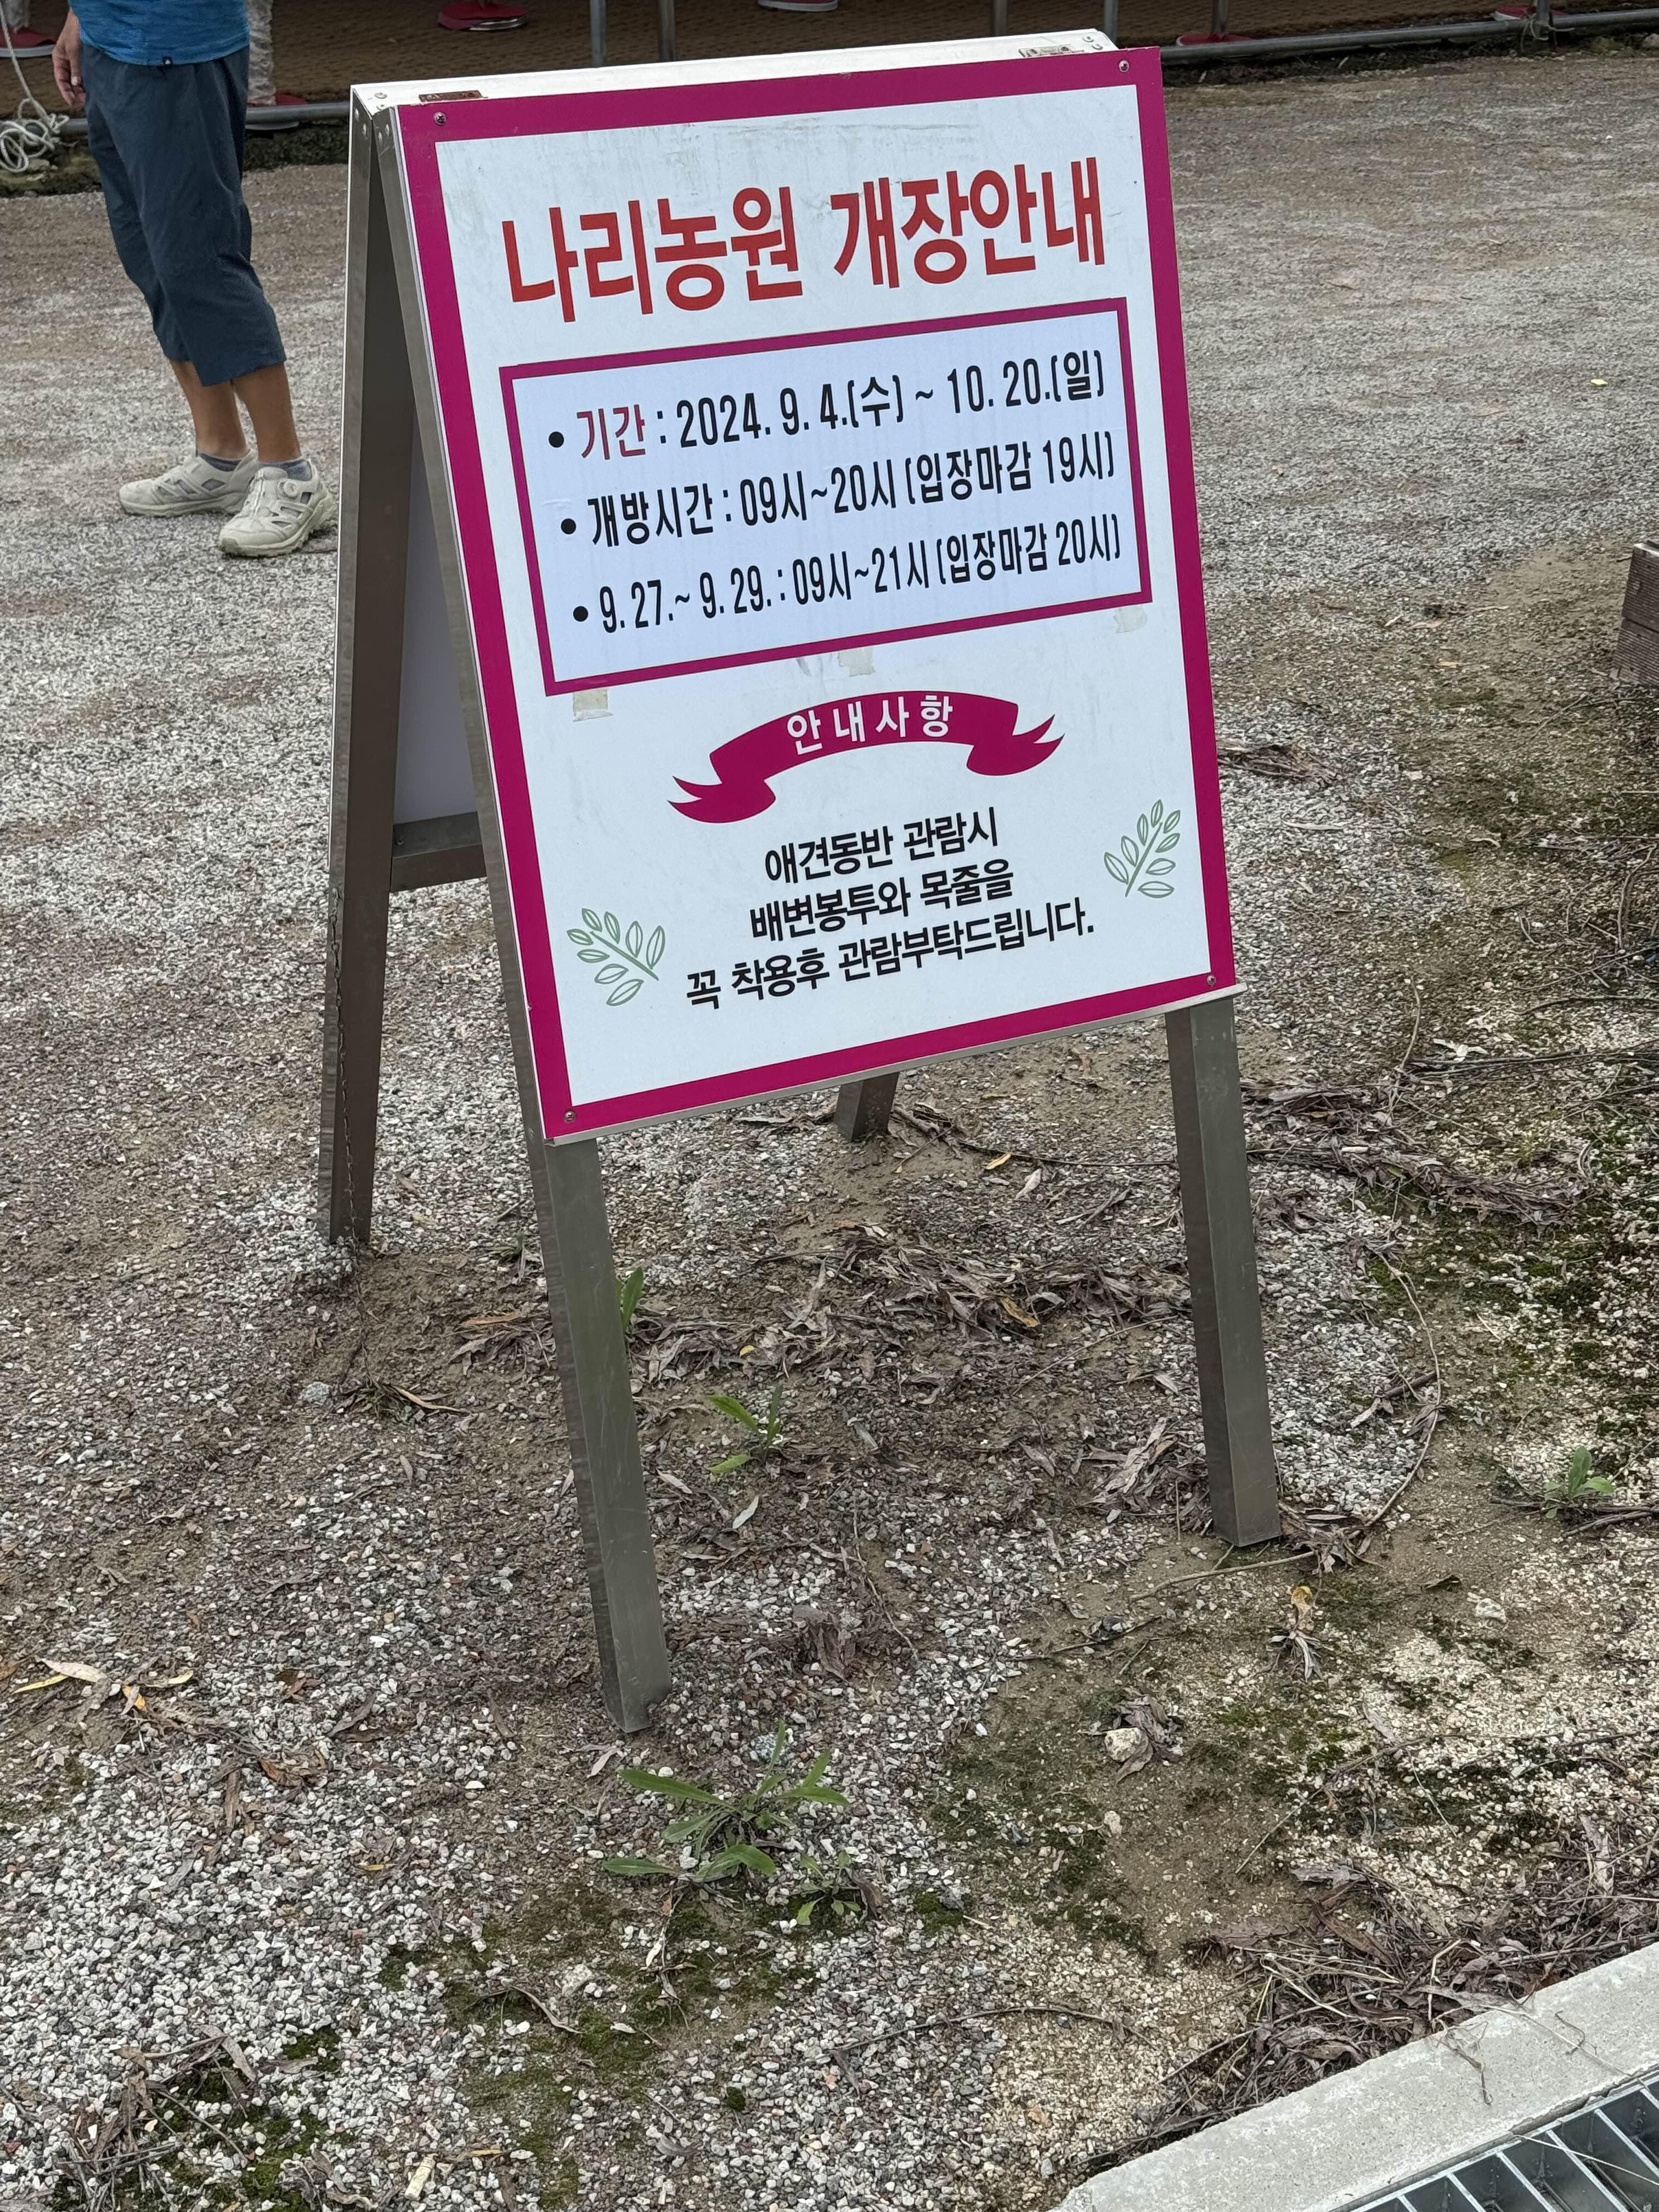 나리농원 개장안내
• 기간 : 2024. 9. 4.(수) ~ 10. 20.(일)
• 개방시간 : 09시~20시 (입장마감 19시)
• 9. 27.~ 9. 29. : 09시~21시 (입장마감 20시)
안내사항
애견동반 관람시
배변봉투와 목줄을
꼭 착용후 관람부탁드립니다.